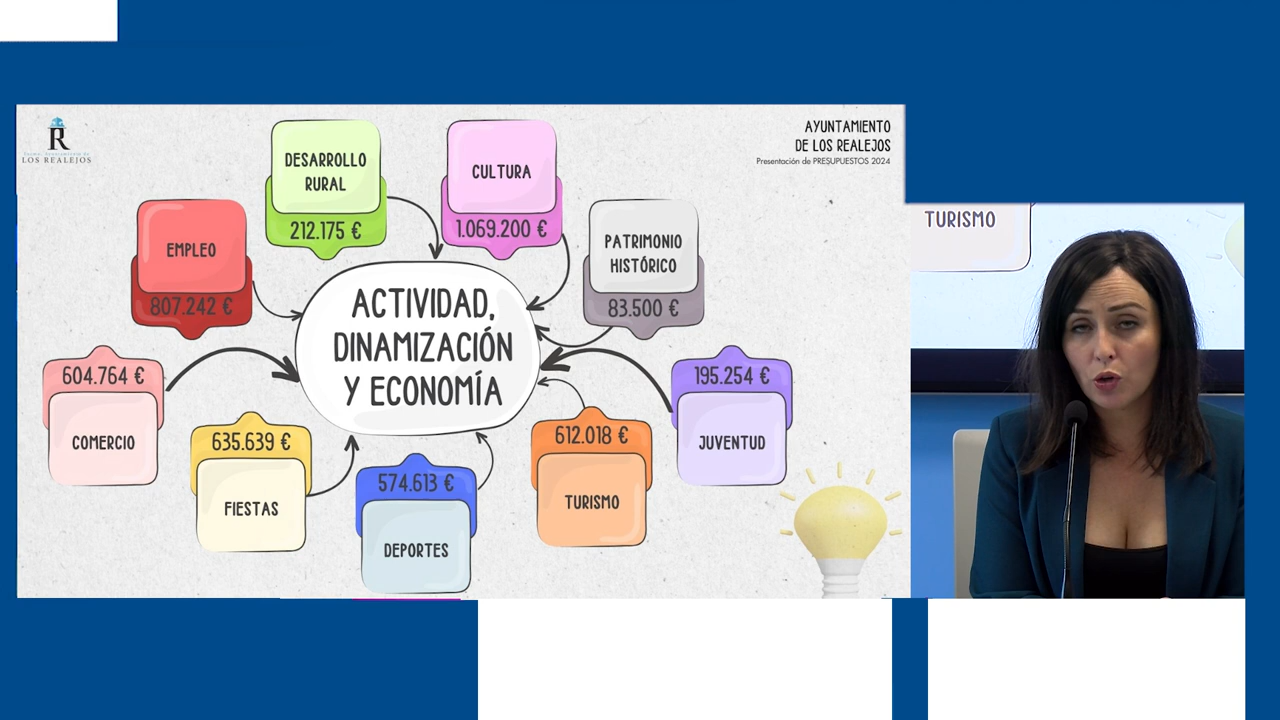 R
LOS REALEJOS
AYUNTAMIENTO
DE LOS REALEJOS
Presentación de PRESUPUESTOS 2024
DESARROLLO
RURAL
212.175 €
CULTURA
1.069.200 €
EMPLEO
807.242 €
PATRIMONIO
HISTÓRICO
83.500 €
ACTIVIDAD,
DINAMIZACIÓN
Y ECONOMÍA
604.764 €
COMERCIO
635.639 €
FIESTAS
574.613 €
DEPORTES
612.018 €
TURISMO
195.254 €
JUVENTUD
TURISMO